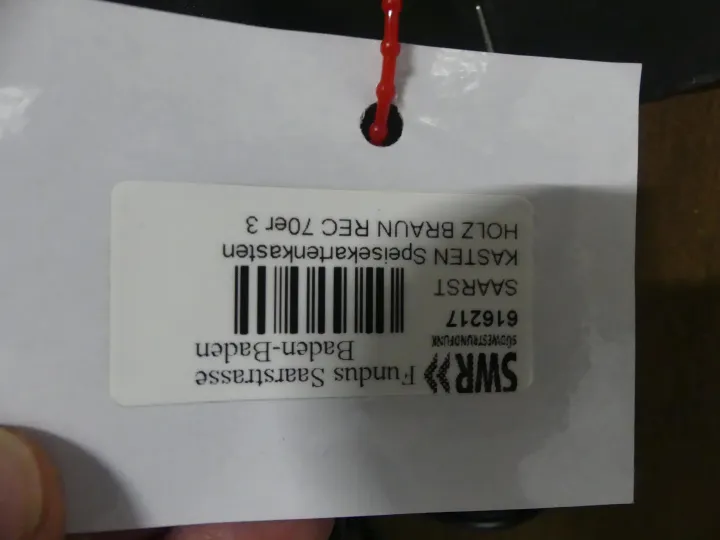 SWR Fundus Saarstrasse
SÜDWESTRUNDFUNK Baden-Baden
616217
SAARST
KASTEN Speisekartenkasten
HOLZ BRAUN REC 70er 3